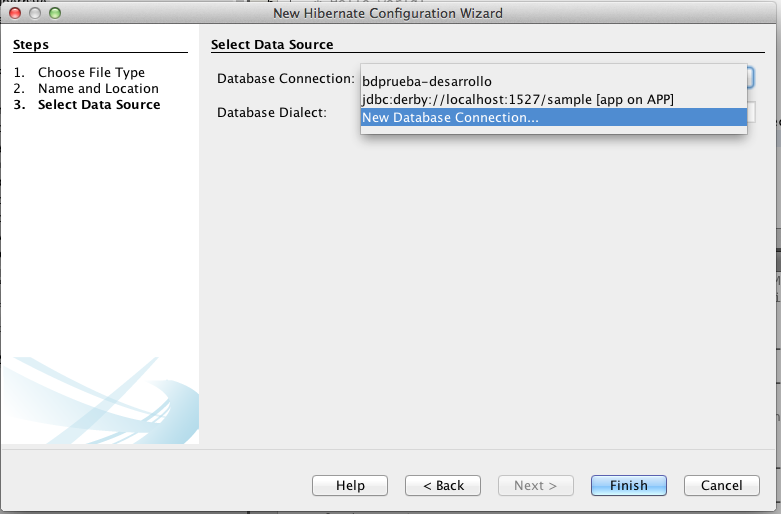 New Hibernate Configuration Wizard
Steps
1. Choose File Type
2. Name and Location
3. Select Data Source
Select Data Source
Database Connection:
bdprueba-desarrollo
jdbc:derby://localhost:1527/sample [app on APP]
New Database Connection...
Database Dialect:
Help
< Back
Next >
Finish
Cancel